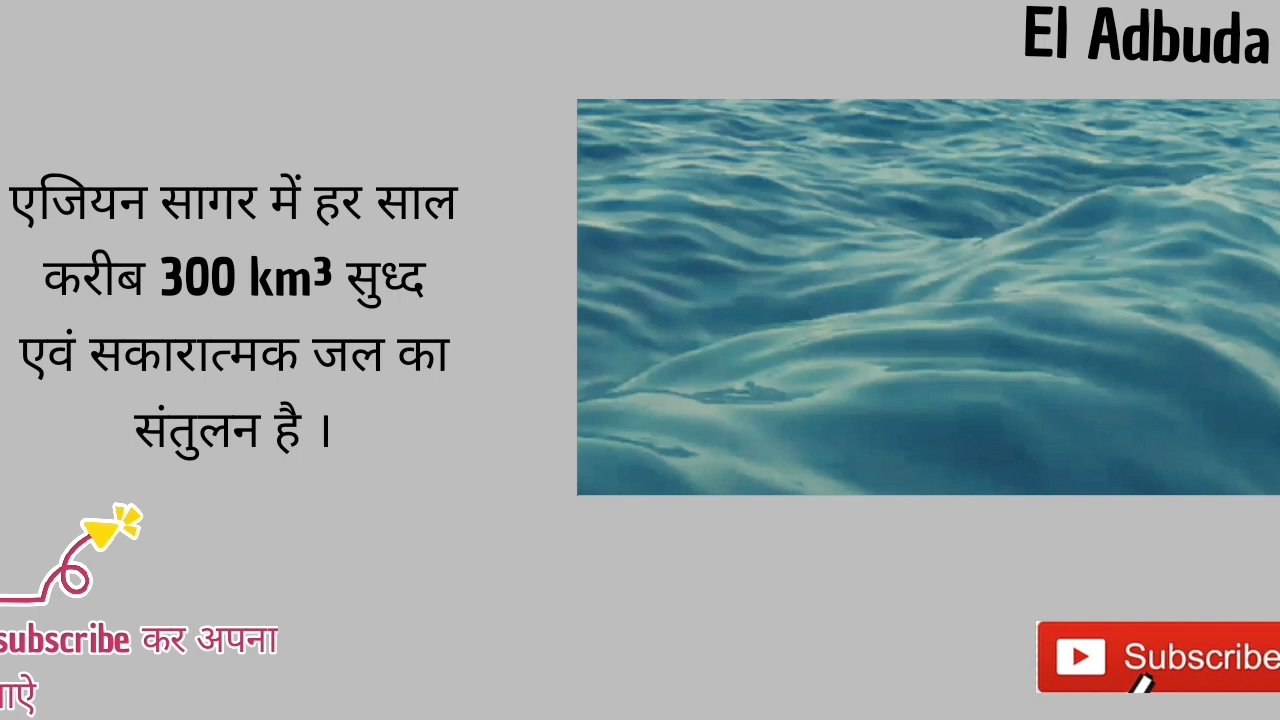 El Adbuda
एजियन सागर में हर साल
करीब 300 km³ सुध्द
एवं सकारात्मक जल का
संतुलन है ।
subscribe कर अपना
Subscribe